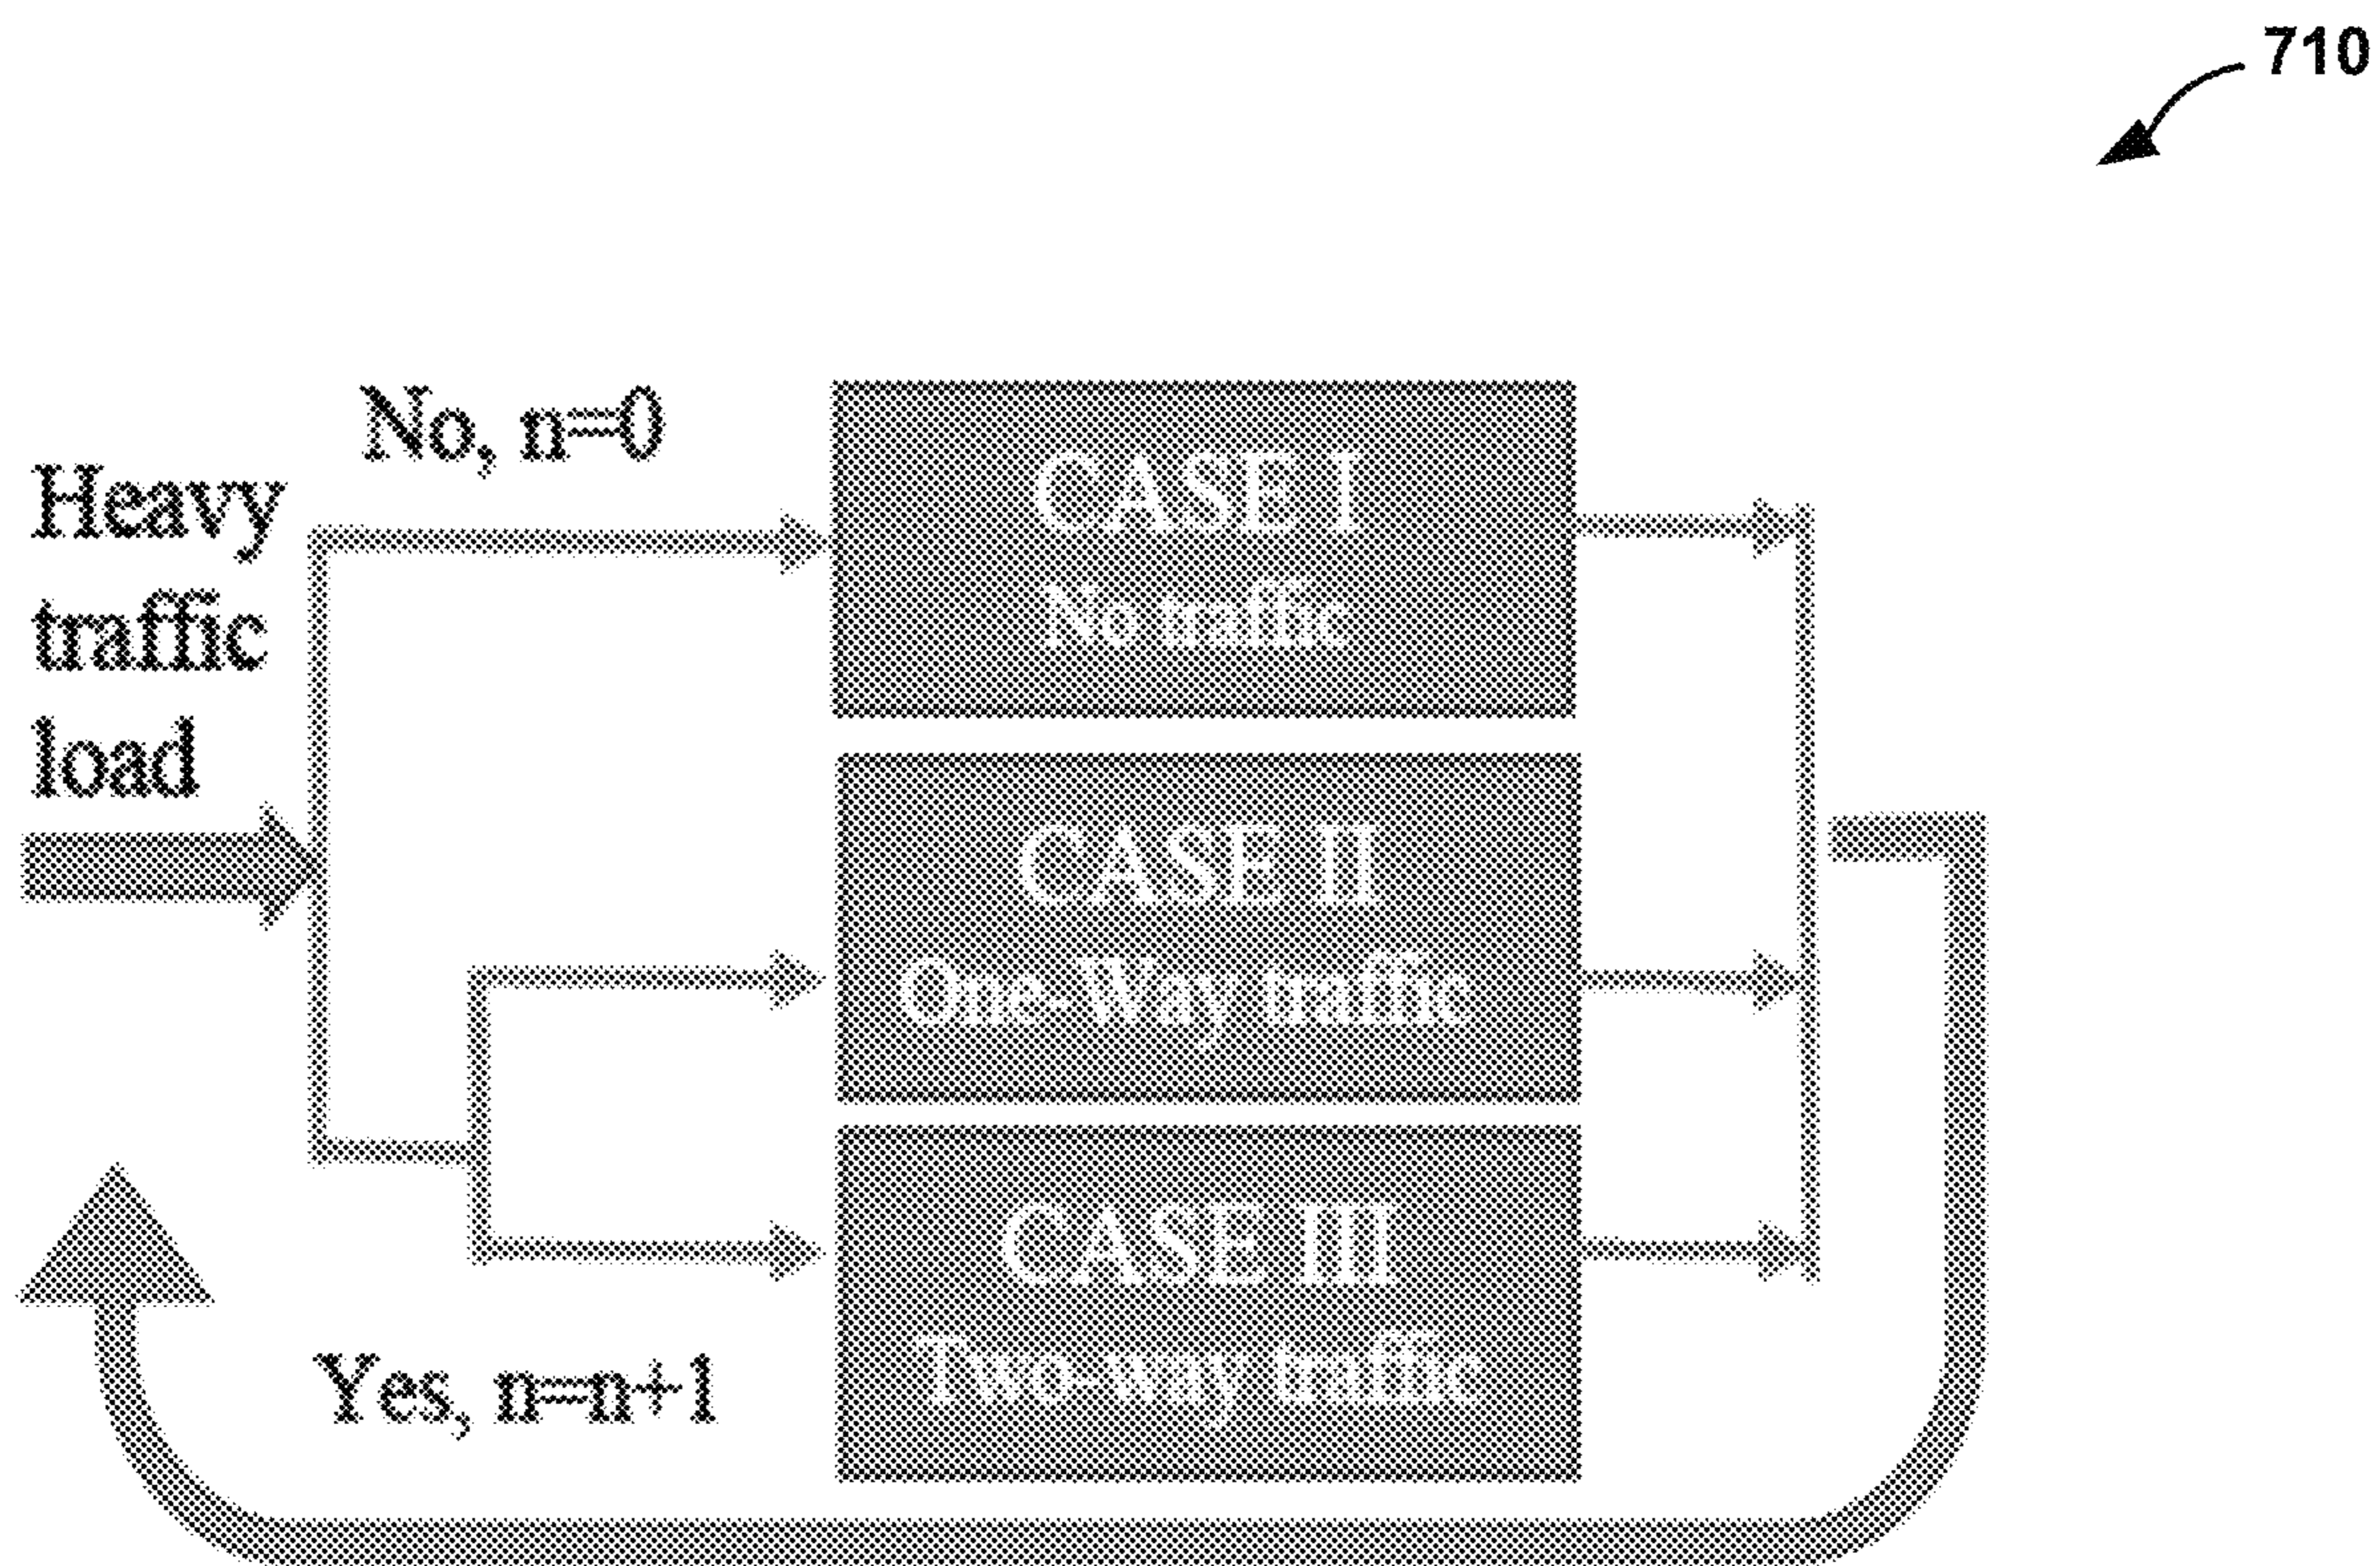 710
No, n=0
Heavy
traffic
load
CASE I
No traffic
CASE II
One-Way traffic
CASE III
Two-way traffic
Yes, n=n+1